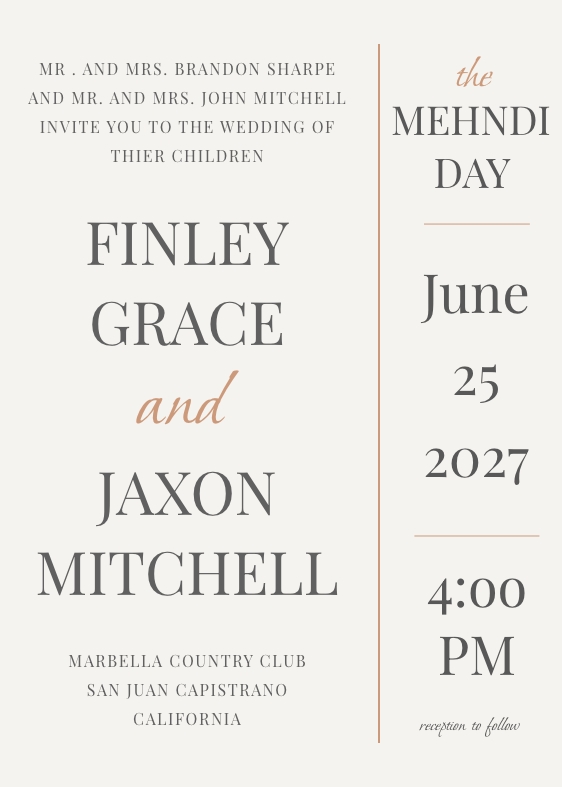 MR . AND MRS. BRANDON SHARPE
AND MR. AND MRS. JOHN MITCHELL
INVITE YOU TO THE WEDDING OF
THIER CHILDREN
FINLEY
GRACE
and
JAXON
MITCHELL
MARBELLA COUNTRY CLUB
SAN JUAN CAPISTRANO
CALIFORNIA
the
MEHNDI
DAY
June
25
2027
4:00
PM
reception to follow